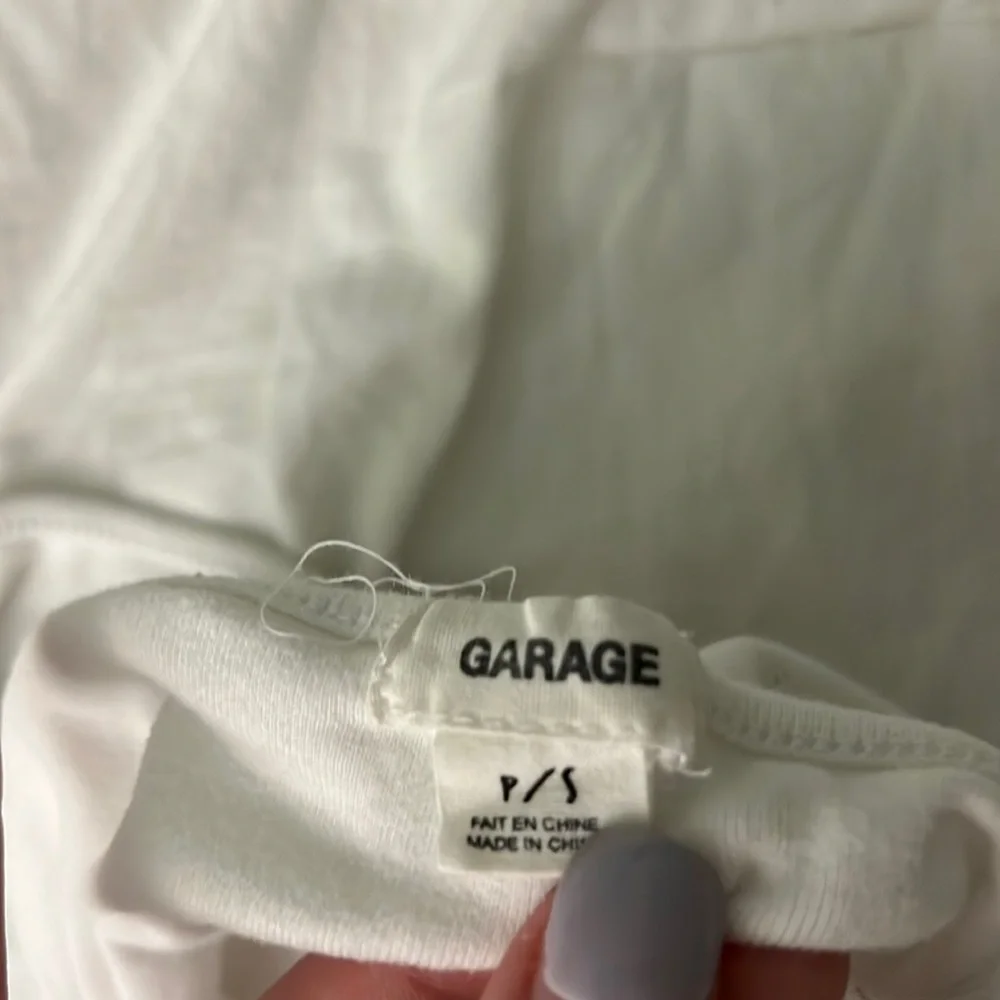 GARAGE
P/S
FAIT EN CHINE
MADE IN